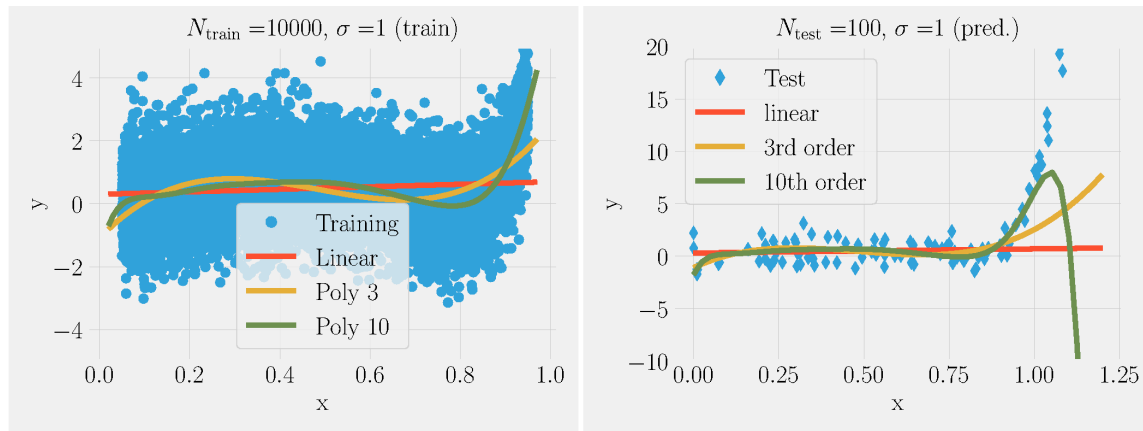 N_train =10000, σ =1 (train)
4
2
0
−2
−4
y
Training
Linear
Poly 3
Poly 10
0.0 0.2 0.4 0.6 0.8 1.0
x
N_test =100, σ =1 (pred.)
20
15
10
5
0
−5
−10
y
Test
linear
3rd order
10th order
0.00 0.25 0.50 0.75 1.00 1.25
x